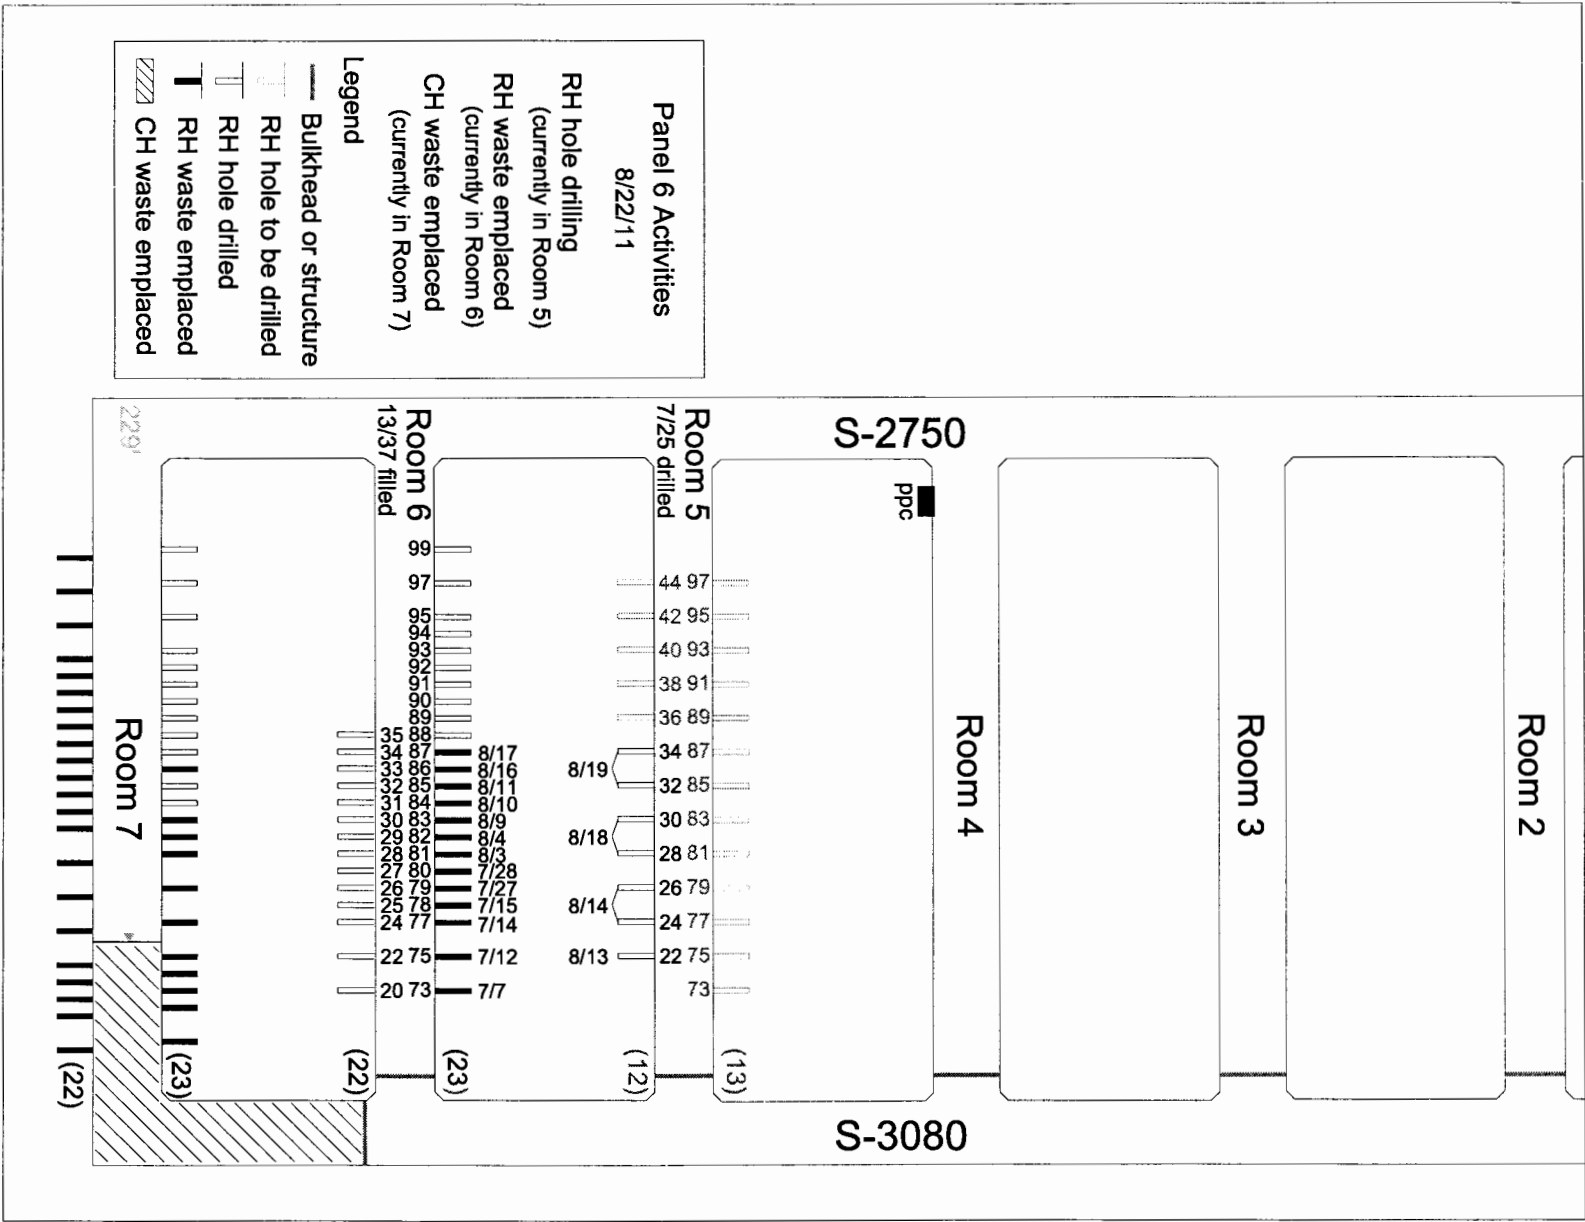 Panel 6 Activities
8/22/11
RH hole drilling
(currently in Room 5)
RH waste emplaced
(currently in Room 6)
CH waste emplaced
(currently in Room 7)
Legend
Bulkhead or structure
RH hole to be drilled
RH hole drilled
RH waste emplaced
CH waste emplaced
S-2750
ppc
Room 2
Room 3
Room 4
Room 5
7/25 drilled
44 97
42 95
40 93
38 91
36 89
34 87
32 85
8/19
30 83
28 81
8/18
26 79
24 77
8/14
22 75
8/13
73
(13)
(12)
Room 6
13/37 filled
99
97
95
94
93
92
91
90
89
35 88
34 87 8/17
33 86 8/16
32 85 8/11
31 84 8/10
30 83 8/9
29 82 8/4
28 81 8/3
27 80 7/28
26 79 7/27
25 78 7/15
24 77 7/14
22 75 7/12
20 73 7/7
(23)
(22)
229'
Room 7
(23)
(22)
S-3080